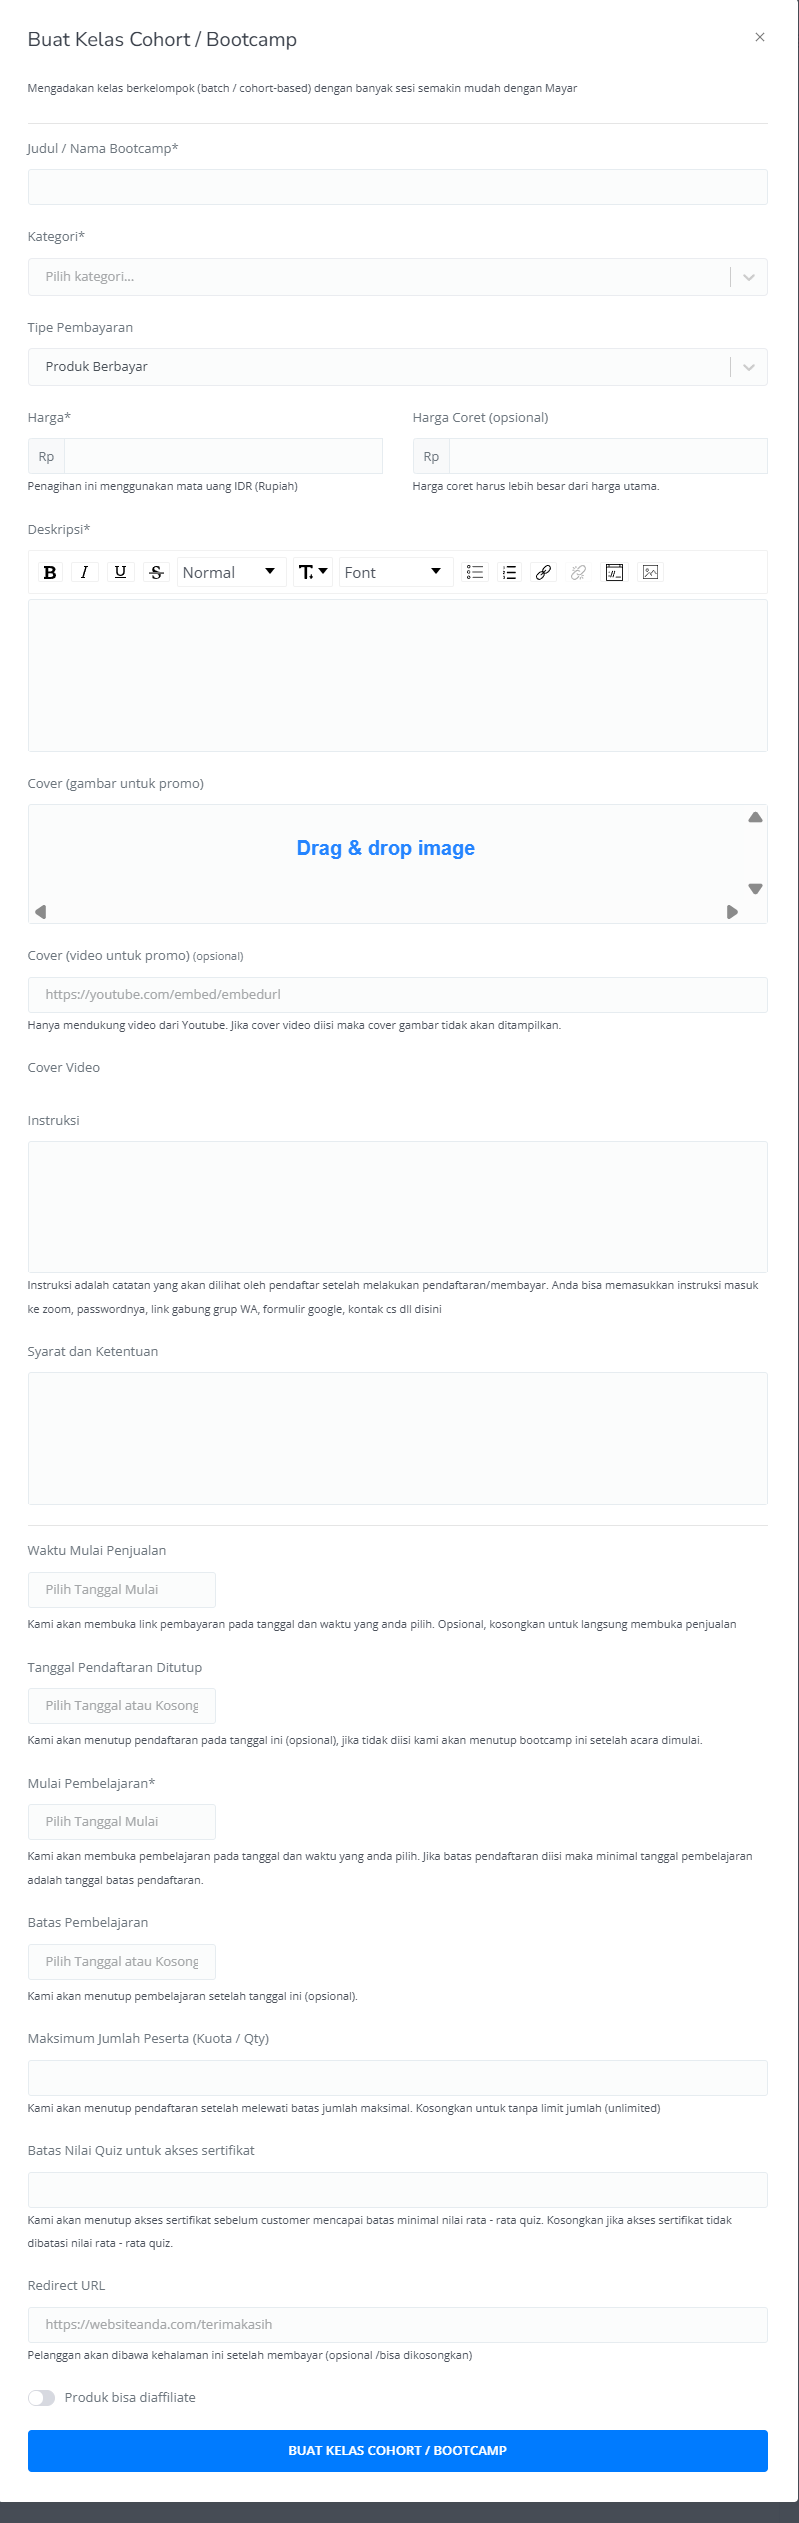 Buat Kelas Cohort / Bootcamp
×
Mengadakan kelas berkelompok (batch / cohort-based) dengan banyak sesi semakin mudah dengan Mayar
Judul / Nama Bootcamp*
Kategori*
Pilih kategori...
Tipe Pembayaran
Produk Berbayar
Harga* Harga Coret (opsional)
Rp Rp
Penagihan ini menggunakan mata uang IDR (Rupiah) Harga coret harus lebih besar dari harga utama.
Deskripsi*
B I U S Normal T Font
Cover (gambar untuk promo)
Drag & drop image
Cover (video untuk promo) (opsional)
https://youtube.com/embed/embedurl
Hanya mendukung video dari Youtube. Jika cover video diisi maka cover gambar tidak akan ditampilkan.
Cover Video
Instruksi
Instruksi adalah catatan yang akan dilihat oleh pendaftar setelah melakukan pendaftaran/membayar. Anda bisa memasukkan instruksi masuk
ke zoom, passwordnya, link gabung grup WA, formulir google, kontak cs dll disini
Syarat dan Ketentuan
Waktu Mulai Penjualan
Pilih Tanggal Mulai
Kami akan membuka link pembayaran pada tanggal dan waktu yang anda pilih. Opsional, kosongkan untuk langsung membuka penjualan
Tanggal Pendaftaran Ditutup
Pilih Tanggal atau Kosong
Kami akan menutup pendaftaran pada tanggal ini (opsional), jika tidak diisi kami akan menutup bootcamp ini setelah acara dimulai.
Mulai Pembelajaran*
Pilih Tanggal Mulai
Kami akan membuka pembelajaran pada tanggal dan waktu yang anda pilih. Jika batas pendaftaran diisi maka minimal tanggal pembelajaran
adalah tanggal batas pendaftaran.
Batas Pembelajaran
Pilih Tanggal atau Kosong
Kami akan menutup pembelajaran setelah tanggal ini (opsional).
Maksimum Jumlah Peserta (Kuota / Qty)
Kami akan menutup pendaftaran setelah melewati batas jumlah maksimal. Kosongkan untuk tanpa limit jumlah (unlimited)
Batas Nilai Quiz untuk akses sertifikat
Kami akan menutup akses sertifikat sebelum customer mencapai batas minimal nilai rata - rata quiz. Kosongkan jika akses sertifikat tidak
dibatasi nilai rata - rata quiz.
Redirect URL
https://websiteanda.com/terimakasih
Pelanggan akan dibawa kehalaman ini setelah membayar (opsional /bisa dikosongkan)
Produk bisa diaffiliate
BUAT KELAS COHORT / BOOTCAMP